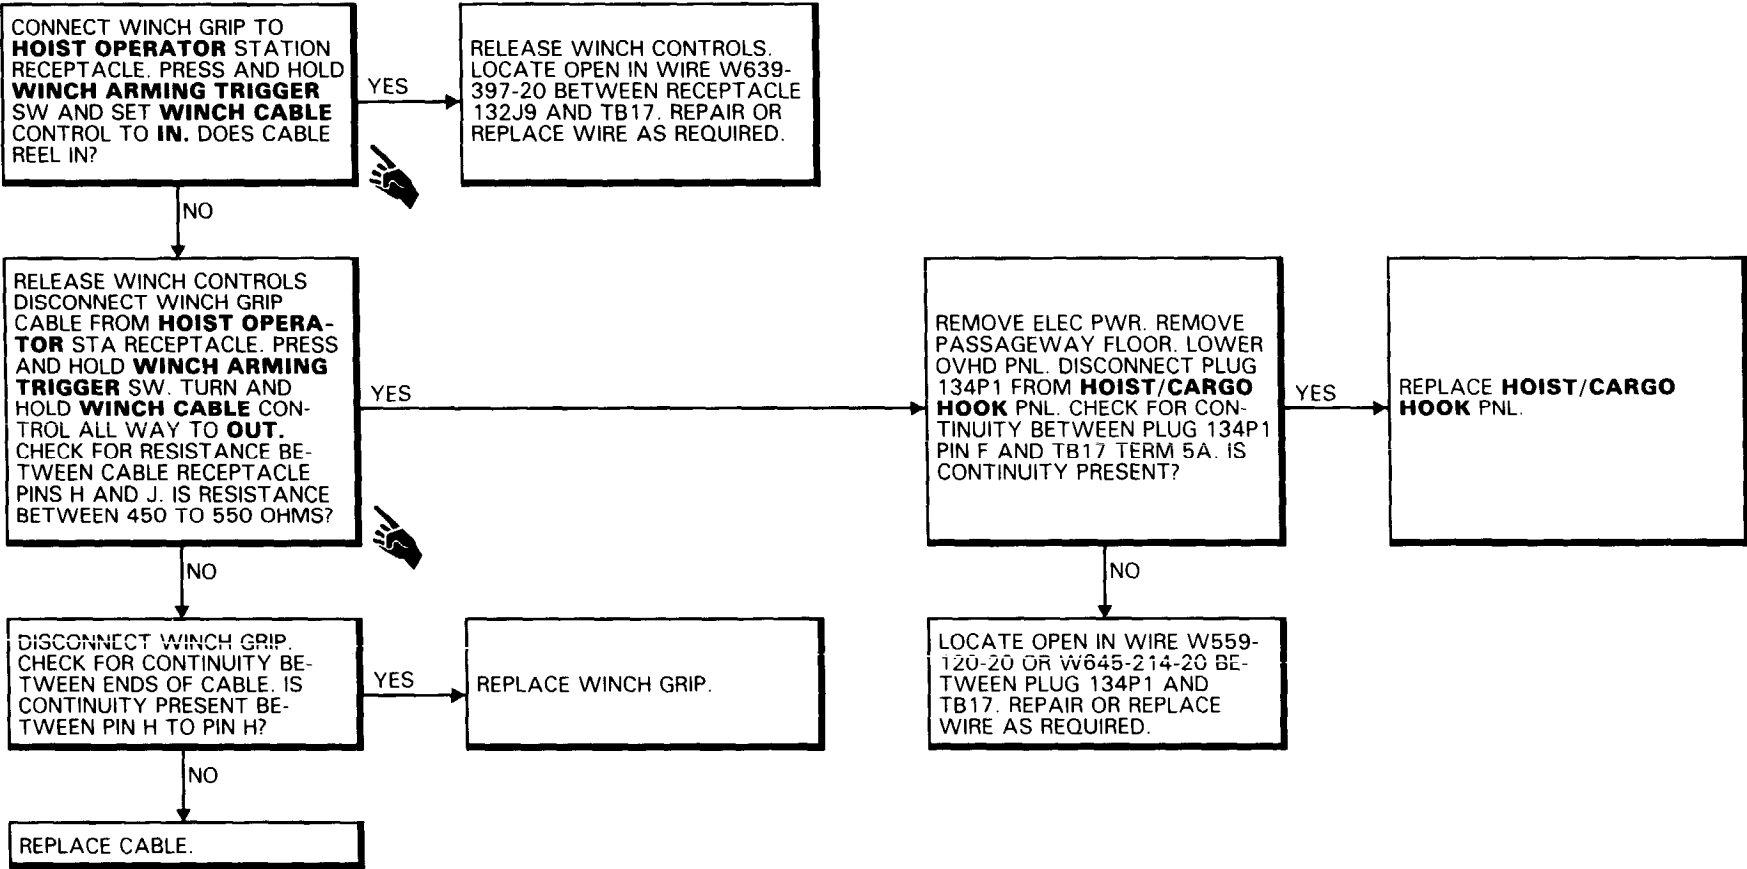 CONNECT WINCH GRIP TO
HOIST OPERATOR STATION
RECEPTACLE. PRESS AND HOLD
WINCH ARMING TRIGGER
SW AND SET WINCH CABLE
CONTROL TO IN. DOES CABLE
REEL IN?
YES
RELEASE WINCH CONTROLS.
LOCATE OPEN IN WIRE W639-
397-20 BETWEEN RECEPTACLE
132J9 AND TB17. REPAIR OR
REPLACE WIRE AS REQUIRED.
NO
RELEASE WINCH CONTROLS
DISCONNECT WINCH GRIP
CABLE FROM HOIST OPERA-
TOR STA RECEPTACLE. PRESS
AND HOLD WINCH ARMING
TRIGGER SW. TURN AND
HOLD WINCH CABLE CON-
TROL ALL WAY TO OUT.
CHECK FOR RESISTANCE BE-
TWEEN CABLE RECEPTACLE
PINS H AND J. IS RESISTANCE
BETWEEN 450 TO 550 OHMS?
YES
REMOVE ELEC PWR. REMOVE
PASSAGEWAY FLOOR. LOWER
OVHD PNL. DISCONNECT PLUG
134P1 FROM HOIST/CARGO
HOOK PNL. CHECK FOR CON-
TINUITY BETWEEN PLUG 134P1
PIN F AND TB17 TERM 5A. IS
CONTINUITY PRESENT?
YES
REPLACE HOIST/CARGO
HOOK PNL.
NO
DISCONNECT WINCH GRIP.
CHECK FOR CONTINUITY BE-
TWEEN ENDS OF CABLE. IS
CONTINUITY PRESENT BE-
TWEEN PIN H TO PIN H?
YES
REPLACE WINCH GRIP.
NO
LOCATE OPEN IN WIRE W559-
120-20 OR W645-214-20 BE-
TWEEN PLUG 134P1 AND
TB17. REPAIR OR REPLACE
WIRE AS REQUIRED.
NO
REPLACE CABLE.